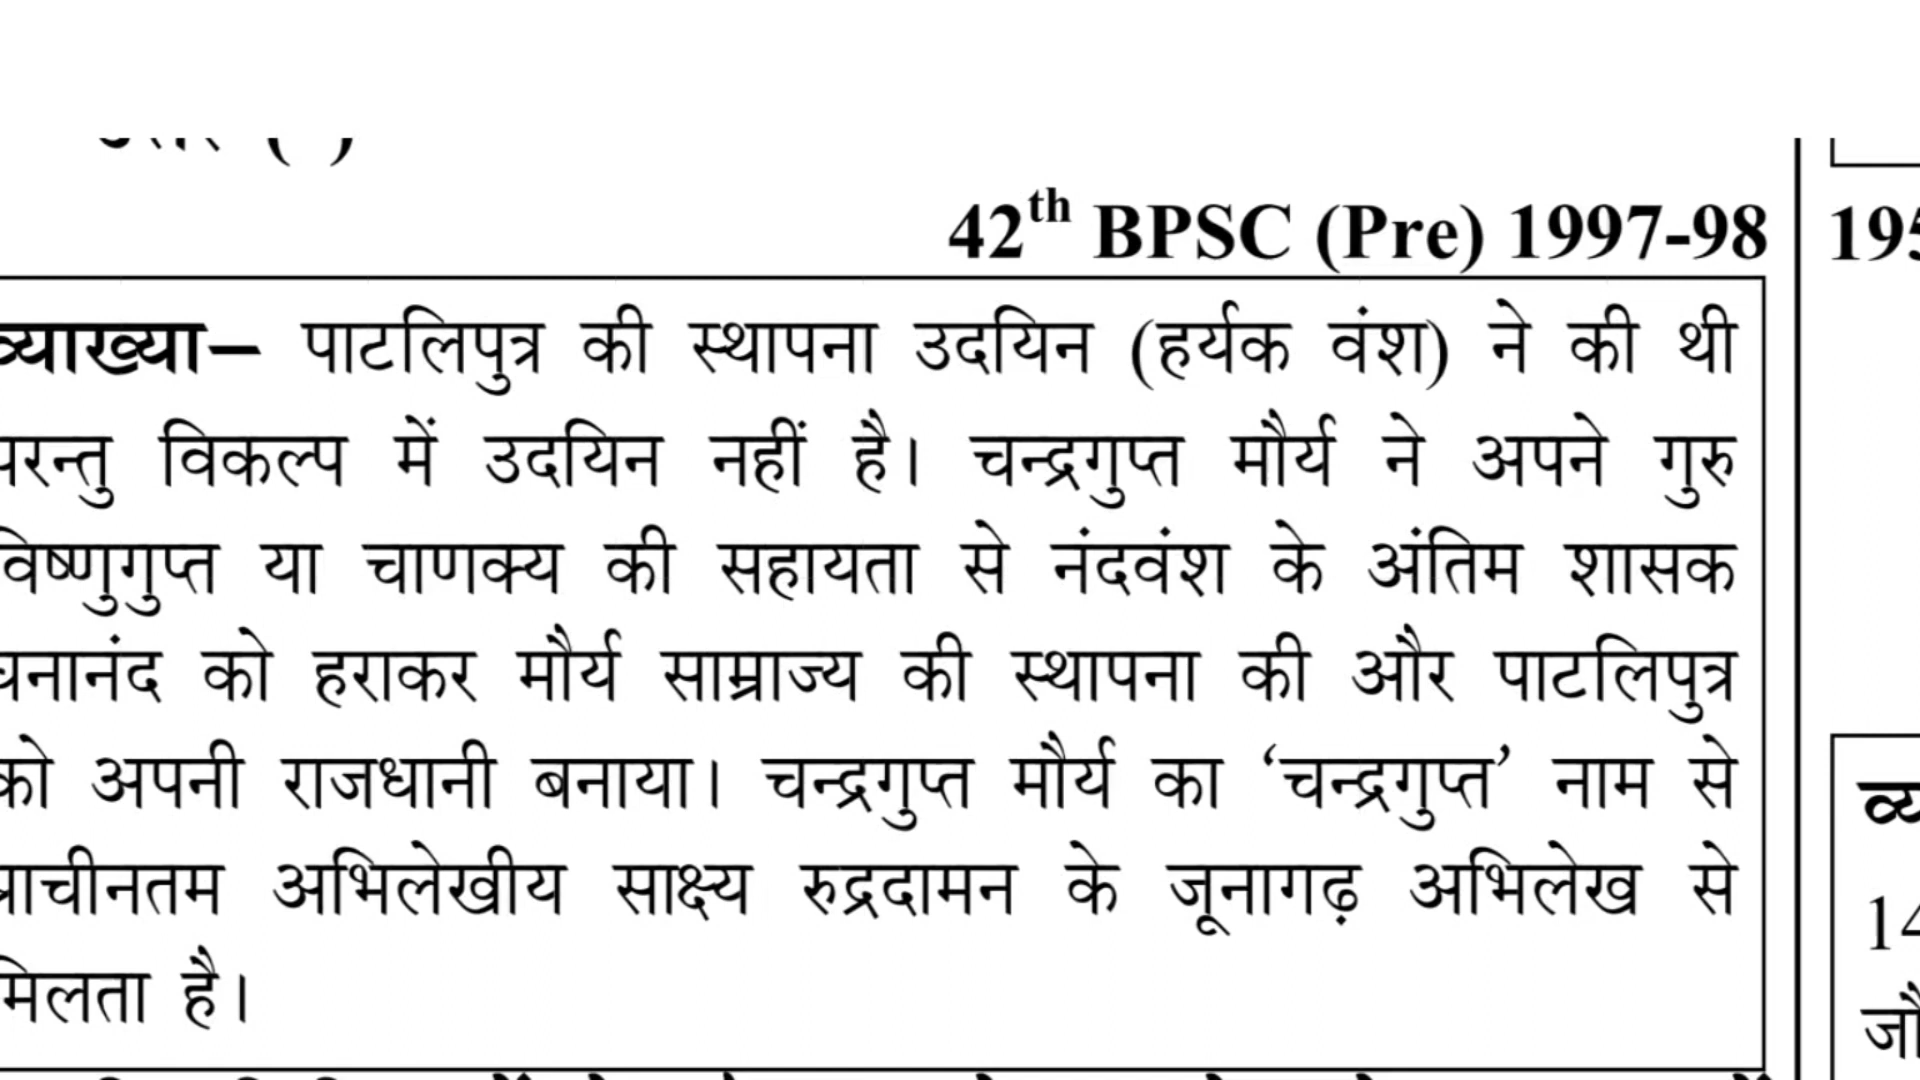 42th BPSC (Pre) 1997-98
व्याख्या– पाटलिपुत्र की स्थापना उदयिन (हर्यक वंश) ने की थी
परन्तु विकल्प में उदयिन नहीं है। चन्द्रगुप्त मौर्य ने अपने गुरु
विष्णुगुप्त या चाणक्य की सहायता से नंदवंश के अंतिम शासक
घनानंद को हराकर मौर्य साम्राज्य की स्थापना की और पाटलिपुत्र
को अपनी राजधानी बनाया। चन्द्रगुप्त मौर्य का ‘चन्द्रगुप्त’ नाम से
प्राचीनतम अभिलेखीय साक्ष्य रुद्रदामन के जूनागढ़ अभिलेख से
मिलता है।
195
व्य
14
जौ